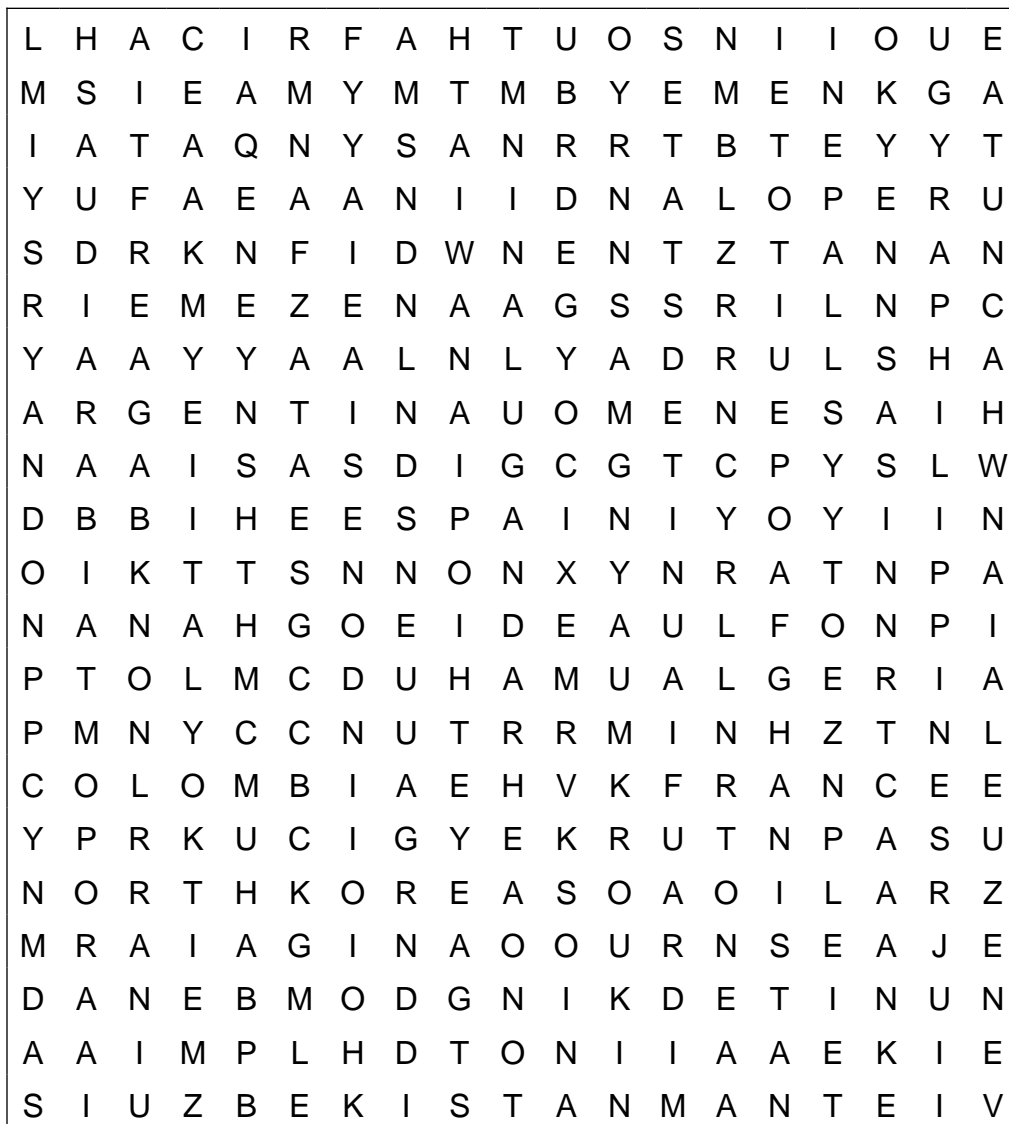 L H A C I R F A H T U O S N I I O U E
M S I E A M Y M T M B Y E M E N K G A
I A T A Q N Y S A N R R T B T E Y Y T
Y U F A E A A N I I D N A L O P E R U
S D R K N F I D W N E N T Z T A N A N
R I E M E Z E N A A G S S R I L N P C
Y A A Y Y A A L N L Y A D R U L S H A
A R G E N T I N A U O M E N E S A I H
N A A I S A S D I G C G T C P Y S L W
D B B I H E E S P A I N I Y O Y I I N
O I K T T S N N O N X Y N R A T N P A
N A N A H G O E I D E A U L F O N P I
P T O L M C D U H A M U A L G E R I A
P M N Y C C N U T R R M I N H Z T N L
C O L O M B I A E H V K F R A N C E E
Y P R K U C I G Y E K R U T N P A S U
N O R T H K O R E A S O A O I L A R Z
M R A I A G I N A O O U R N S E A J E
D A N E B M O D G N I K D E T I N U N
A A I M P L H D T O N I I A A E K I E
S I U Z B E K I S T A N M A N T E I V